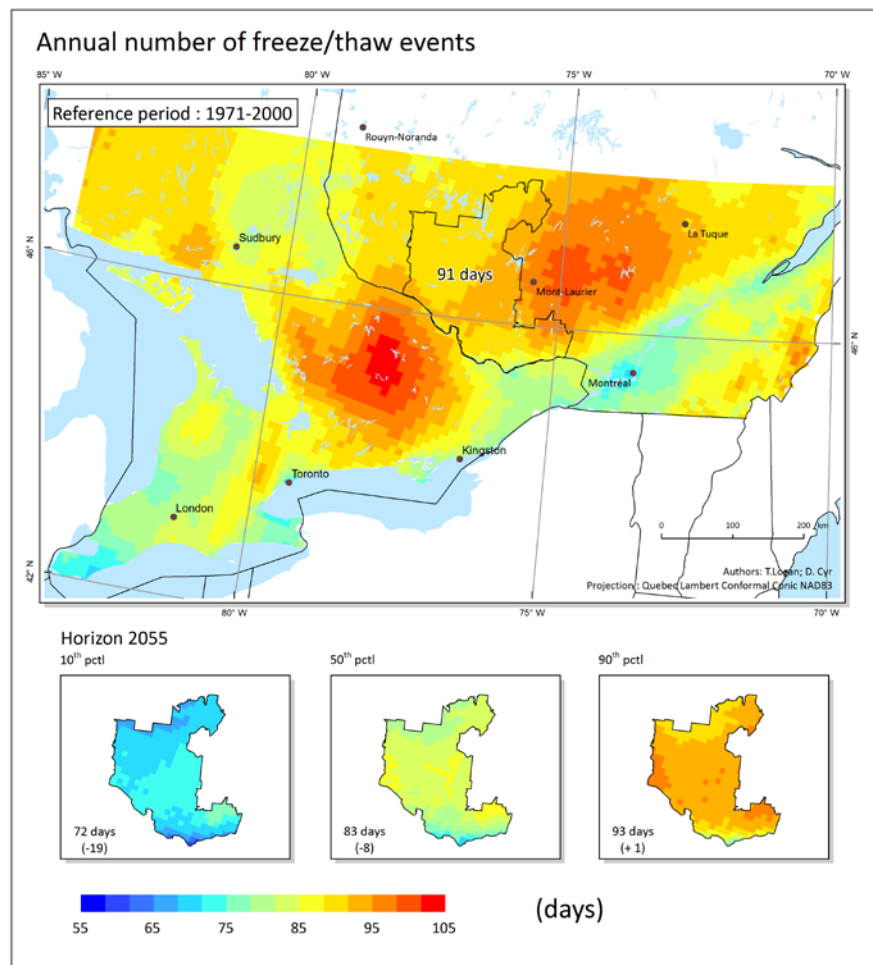 Annual number of freeze/thaw events
85° W
80° W
75° W
70° W
Reference period : 1971-2000
Rouyn-Noranda
La Tuque
Sudbury
46° N
91 days
Mont-Laurier
46° N
Montréal
Kingston
Toronto
London
0 50 100 200 km
42° N
Authors: T.Logan; D. Cyr
Projection : Quebec Lambert Conformal Conic NAD83
80° W
75° W
70° W
Horizon 2055
10th pctl
50th pctl
90th pctl
72 days
(-19)
83 days
(-8)
93 days
(+ 1)
55 65 75 85 95 105
(days)